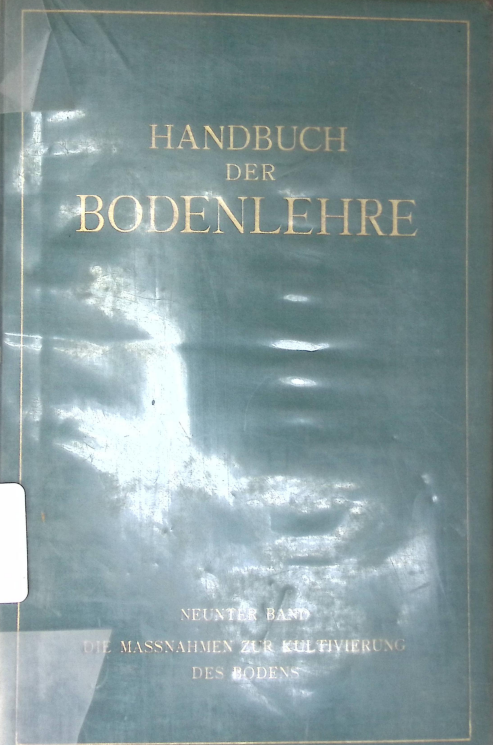 HANDBUCH
DER
BODENLEHRE
NEUNTER BAND
DIE MASSNAHMEN ZUR KULTIVIERUNG
DES BODENS